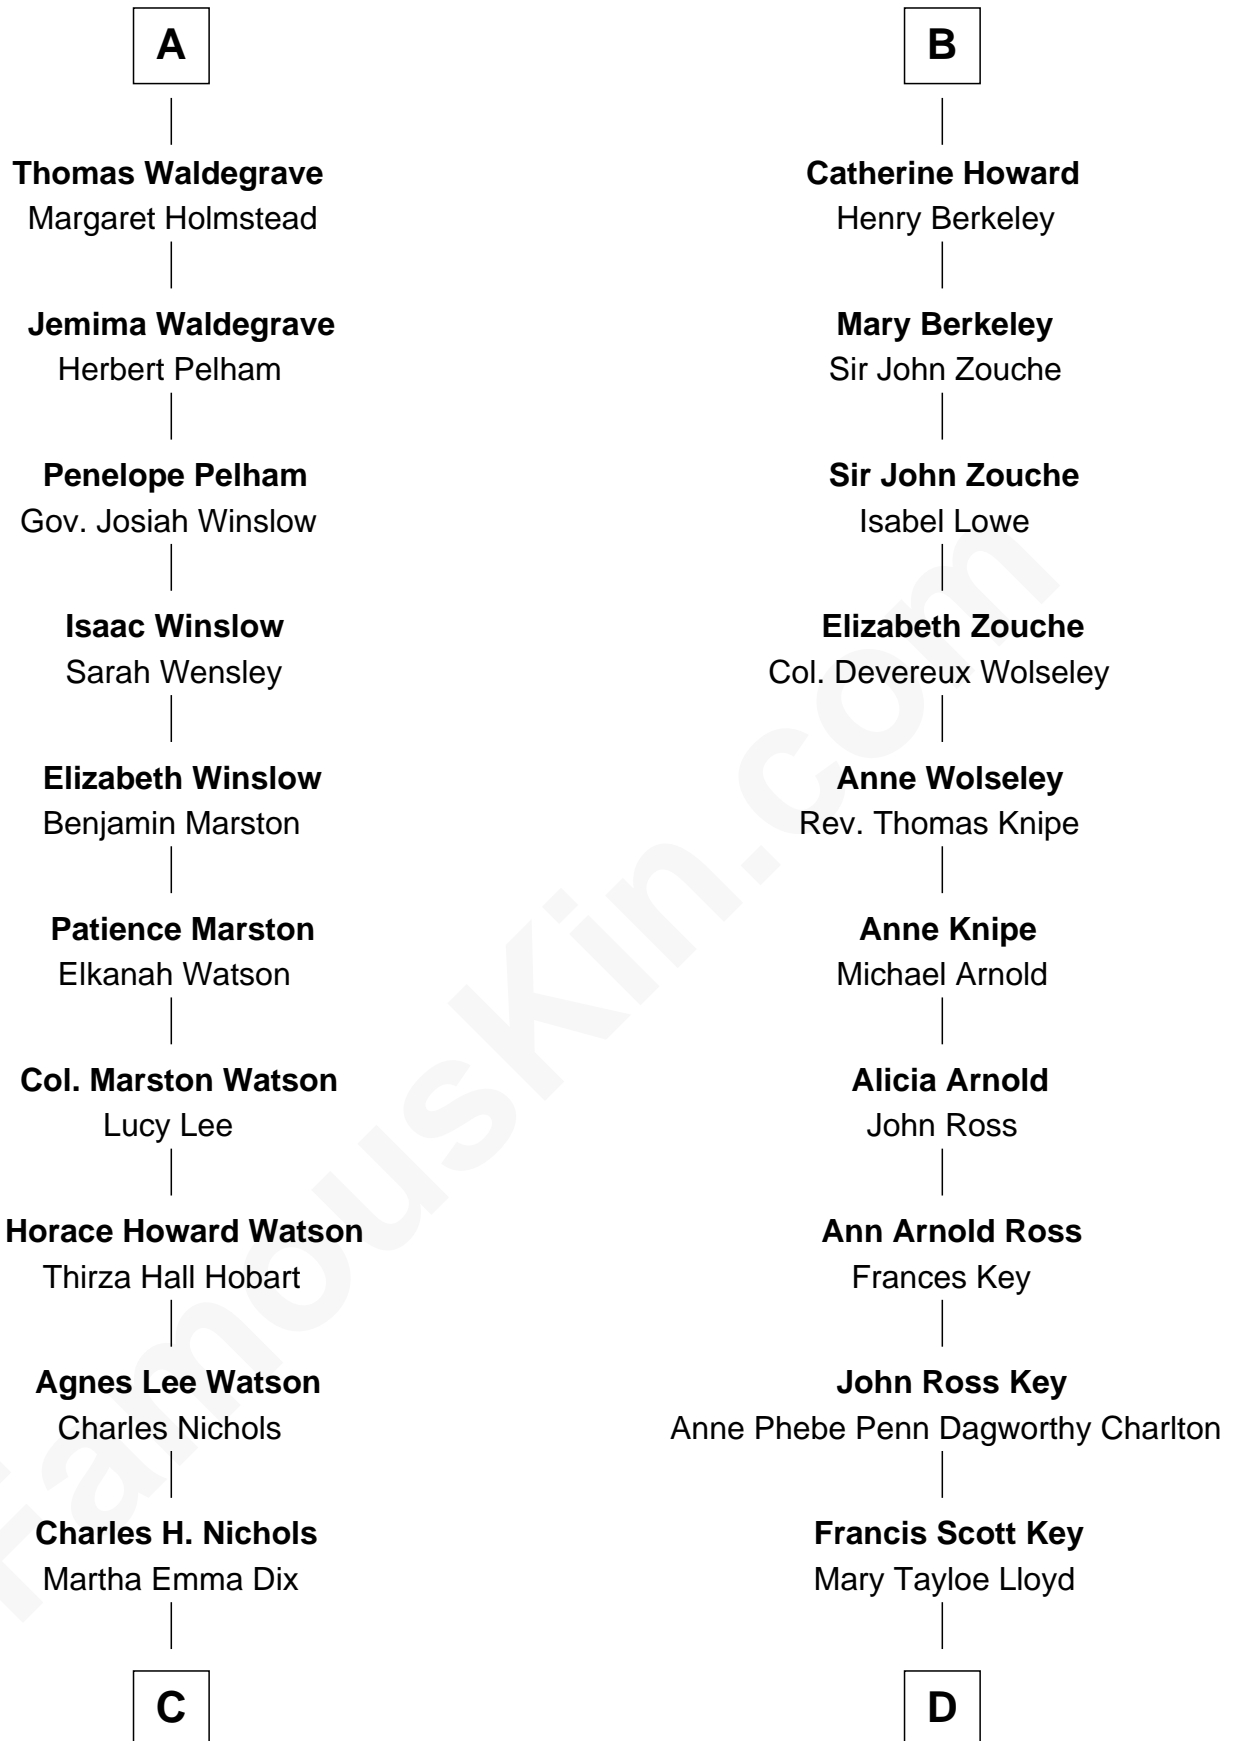 A
Thomas Waldegrave
Margaret Holmstead
Jemima Waldegrave
Herbert Pelham
Penelope Pelham
Gov. Josiah Winslow
Isaac Winslow
Sarah Wensley
Elizabeth Winslow
Benjamin Marston
Patience Marston
Elkanah Watson
Col. Marston Watson
Lucy Lee
Horace Howard Watson
Thirza Hall Hobart
Agnes Lee Watson
Charles Nichols
Charles H. Nichols
Martha Emma Dix
C
B
Catherine Howard
Henry Berkeley
Mary Berkeley
Sir John Zouche
Sir John Zouche
Isabel Lowe
Elizabeth Zouche
Col. Devereux Wolseley
Anne Wolseley
Rev. Thomas Knipe
Anne Knipe
Michael Arnold
Alicia Arnold
John Ross
Ann Arnold Ross
Frances Key
John Ross Key
Anne Phebe Penn Dagworthy Charlton
Francis Scott Key
Mary Tayloe Lloyd
D
FamousKin.com